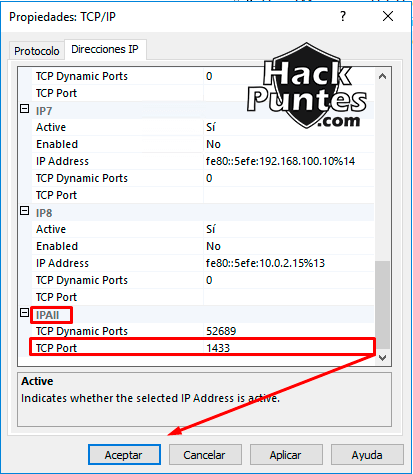 Propiedades: TCP/IP
Protocolo Direcciones IP
TCP Dynamic Ports 0
TCP Port
IP7
Active Sí
Enabled No
IP Address fe80::5efe:192.168.100.10%14
TCP Dynamic Ports 0
TCP Port
IP8
Active Sí
Enabled No
IP Address fe80::5efe:10.0.2.15%13
TCP Dynamic Ports 0
TCP Port
IPAll
TCP Dynamic Ports 52689
TCP Port 1433
Active
Indicates whether the selected IP Address is active.
Aceptar Cancelar Aplicar Ayuda
Hack
Puntes
.com